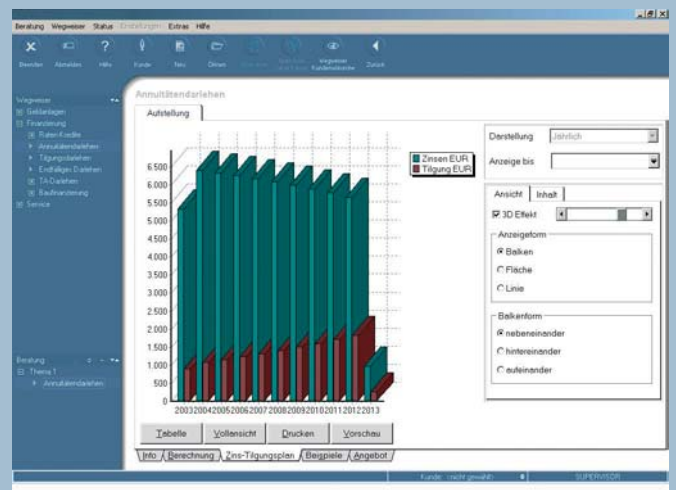 Beratung Wegweiser Status Einstellungen Extras Hilfe
Beenden Abmelden Hilfe Kunde Neu Öffnen Wegweiser Kundensuche Zurück
Wegweiser
Geldanlagen
Finanzierung
Raten-Kredite
Annuitätendarlehen
Tilgungsdarlehen
Endfälliges Darlehen
TA-Darlehen
Baufinanzierung
Service
Annuitätendarlehen
Aufstellung
6.500
6.000
5.500
5.000
4.500
4.000
3.500
3.000
2.500
2.000
1.500
1.000
500
0
2003 2004 2005 2006 2007 2008 2009 2010 2011 2012 2013
Zinsen EUR
Tilgung EUR
Darstellung Jährlich
Anzeige bis
Ansicht Inhalt
3D Effekt
Anzeigeform
Balken
Fläche
Linie
Balkenform
nebeneinander
hintereinander
aufeinander
Beratung
Thema 1
Annuitätendarlehen
Tabelle Vollansicht Drucken Vorschau
Info Berechnung Zins-Tilgungsplan Beispiele Angebot
Kunde: (nicht gewählt) SUPERVISOR